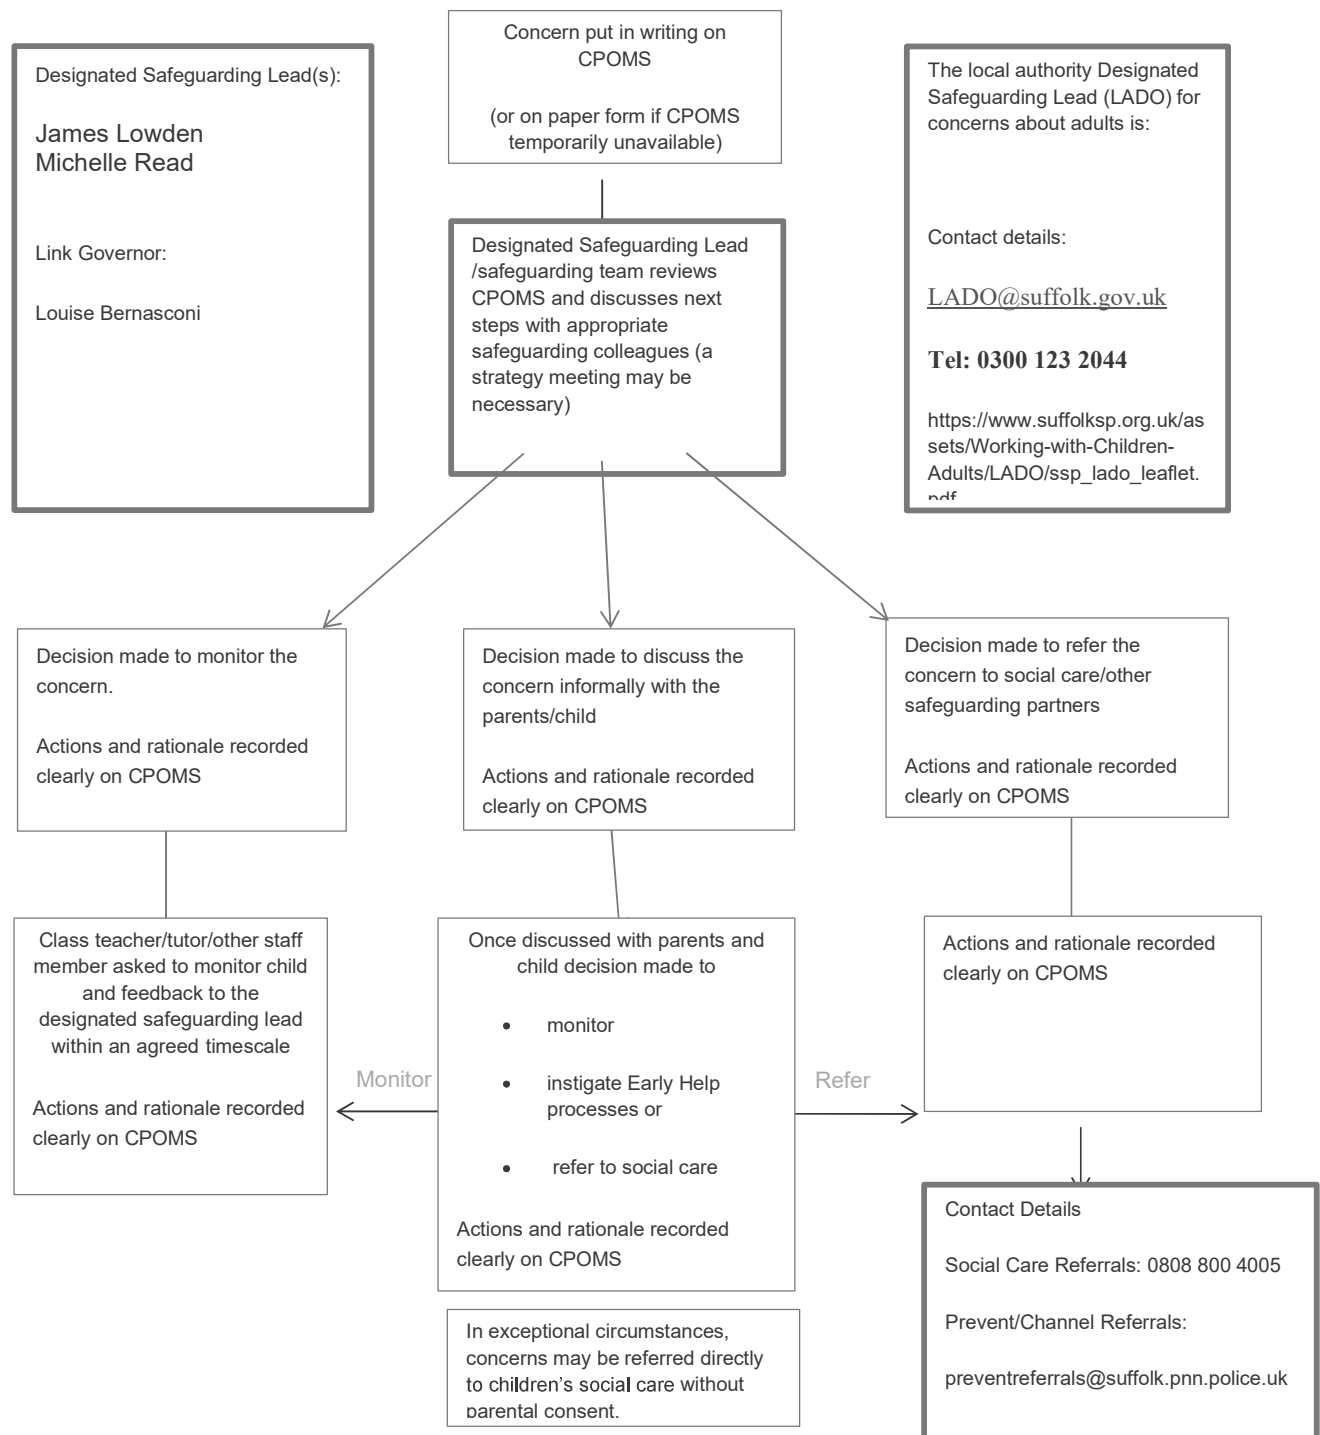 Concern put in writing on
CPOMS
(or on paper form if CPOMS
temporarily unavailable)
Designated Safeguarding Lead(s):
James Lowden
Michelle Read
Link Governor:
Louise Bernasconi
The local authority Designated
Safeguarding Lead (LADO) for
concerns about adults is:
Contact details:
LADO@suffolk.gov.uk
Tel: 0300 123 2044
https://www.suffolksp.org.uk/as
sets/Working-with-Children-
Adults/LADO/ssp_lado_leaflet.
pdf
Designated Safeguarding Lead
/safeguarding team reviews
CPOMS and discusses next
steps with appropriate
safeguarding colleagues (a
strategy meeting may be
necessary)
Decision made to monitor the
concern.
Actions and rationale recorded
clearly on CPOMS
Decision made to discuss the
concern informally with the
parents/child
Actions and rationale recorded
clearly on CPOMS
Decision made to refer the
concern to social care/other
safeguarding partners
Actions and rationale recorded
clearly on CPOMS
Class teacher/tutor/other staff
member asked to monitor child
and feedback to the
designated safeguarding lead
within an agreed timescale
Actions and rationale recorded
clearly on CPOMS
Monitor
Once discussed with parents and
child decision made to
• monitor
• instigate Early Help
processes or
• refer to social care
Actions and rationale recorded
clearly on CPOMS
Refer
Actions and rationale recorded
clearly on CPOMS
In exceptional circumstances,
concerns may be referred directly
to children’s social care without
parental consent.
Contact Details
Social Care Referrals: 0808 800 4005
Prevent/Channel Referrals:
preventreferrals@suffolk.pnn.police.uk